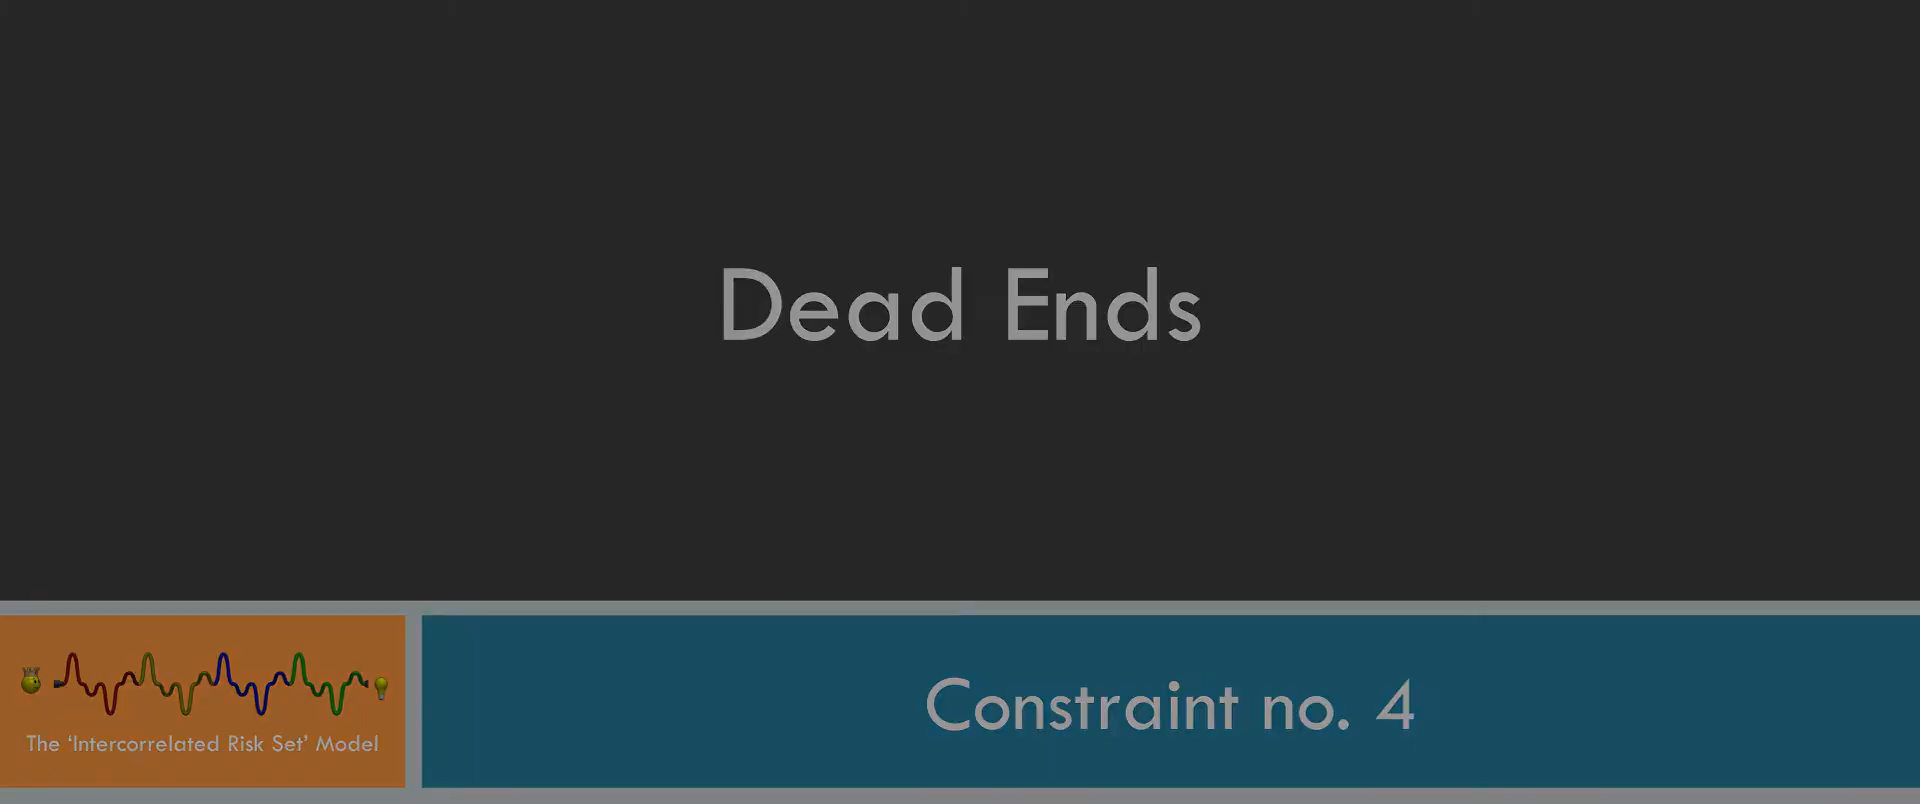 Dead Ends
The ‘Intercorrelated Risk Set’ Model
Constraint no. 4